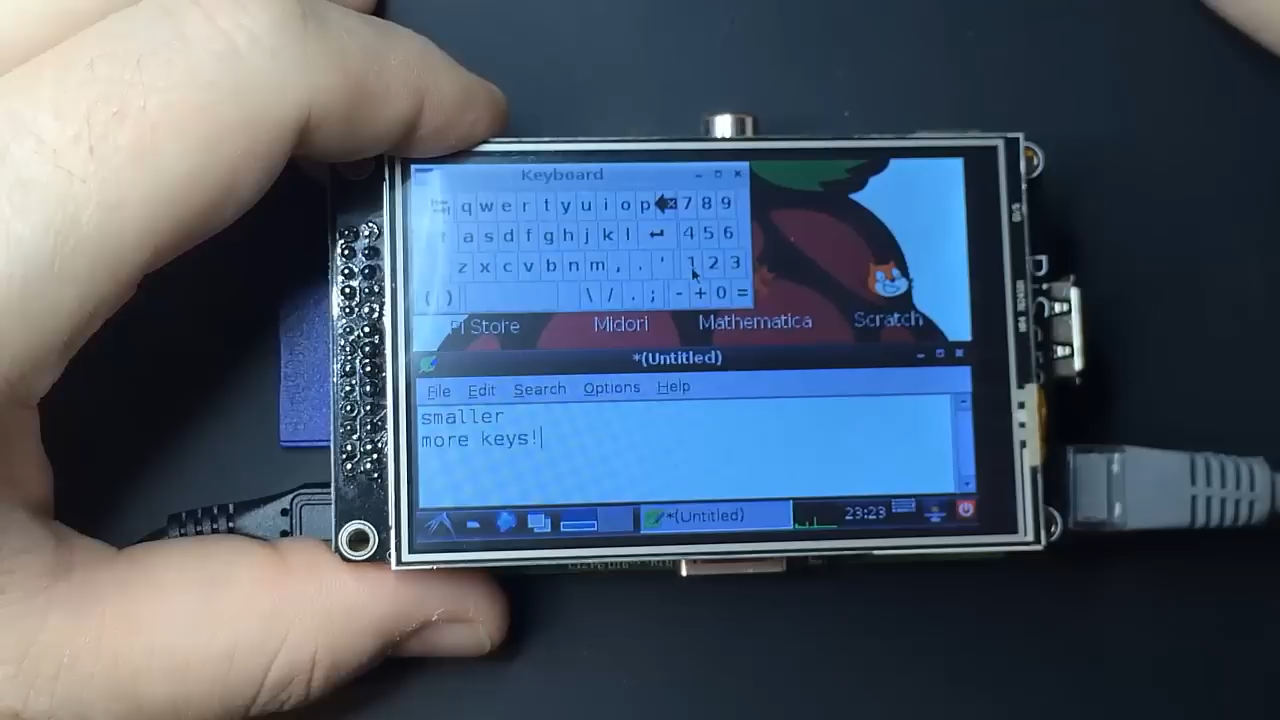 Keyboard
q w e r t y u i o p 7 8 9
a s d f g h j k l 4 5 6
z x c v b n m , . ' 1 2 3
( ) \ / . ; - + 0 =
Pi Store Midori Mathematica Scratch
*(Untitled)
File Edit Search Options Help
smaller
more keys!
*(Untitled) 23:23